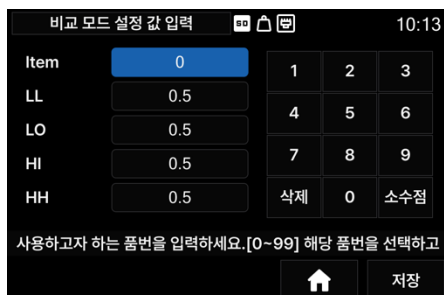 비교 모드 설정 값 입력 SD 10:13
Item 0
LL 0.5
LO 0.5
HI 0.5
HH 0.5
1 2 3
4 5 6
7 8 9
삭제 0 소수점
사용하고자 하는 품번을 입력하세요.[0~99] 해당 품번을 선택하고
저장